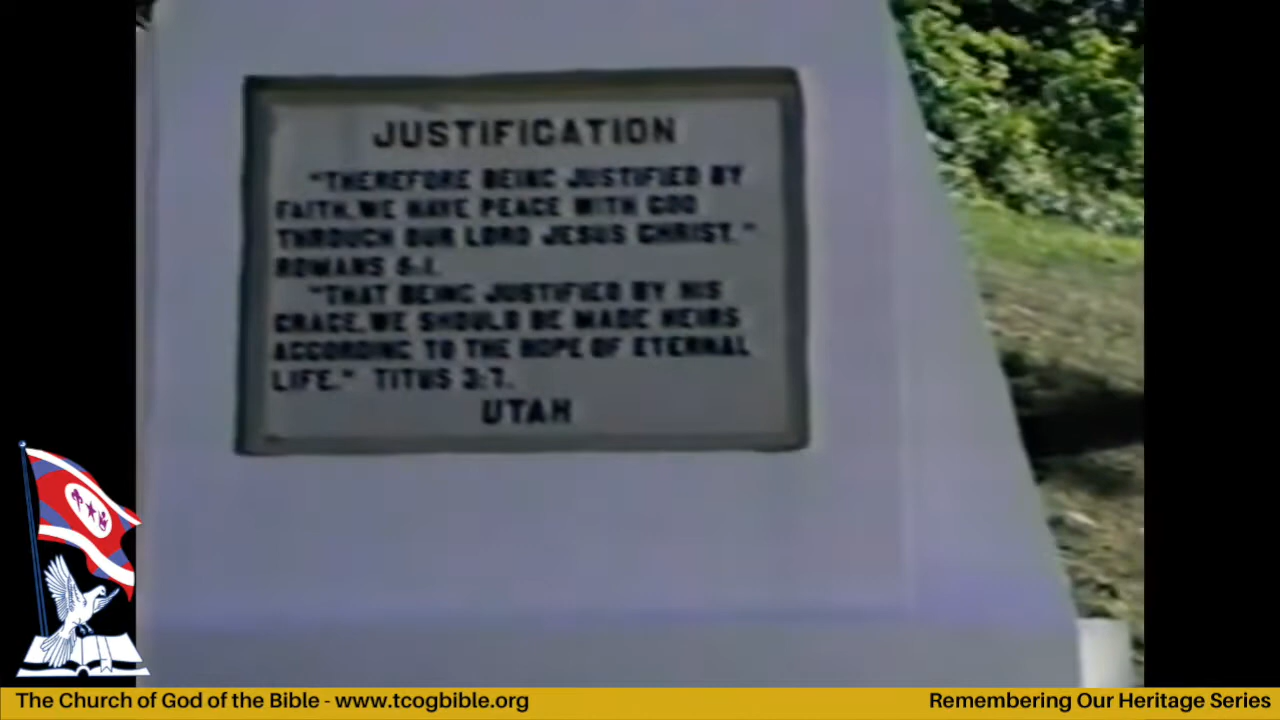 JUSTIFICATION
"THEREFORE BEING JUSTIFIED BY
FAITH, WE HAVE PEACE WITH GOD
THROUGH OUR LORD JESUS CHRIST."
ROMANS 5:1.
"THAT BEING JUSTIFIED BY HIS
GRACE, WE SHOULD BE MADE HEIRS
ACCORDING TO THE HOPE OF ETERNAL
LIFE." TITUS 3:7.
UTAH
The Church of God of the Bible - www.tcogbible.org
Remembering Our Heritage Series